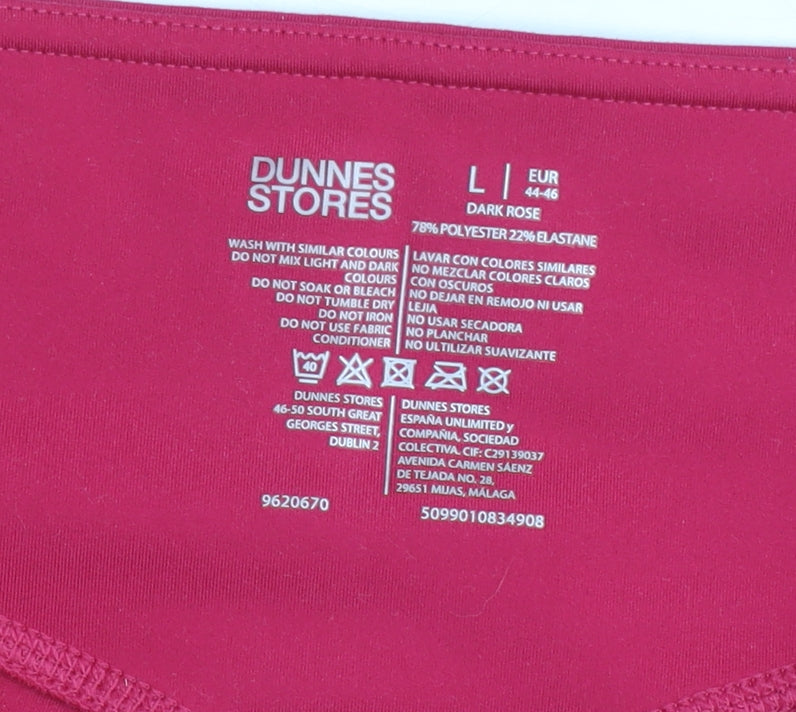 DUNNES
STORES
L | EUR
44-46
DARK ROSE
78% POLYESTER 22% ELASTANE
WASH WITH SIMILAR COLOURS
DO NOT MIX LIGHT AND DARK
COLOURS
DO NOT SOAK OR BLEACH
DO NOT TUMBLE DRY
DO NOT IRON
DO NOT USE FABRIC
CONDITIONER
LAVAR CON COLORES SIMILARES
NO MEZCLAR COLORES CLAROS
CON OSCUROS
NO DEJAR EN REMOJO NI USAR
LEJIA
NO USAR SECADORA
NO PLANCHAR
NO ULTILIZAR SUAVIZANTE
40
DUNNES STORES
46-50 SOUTH GREAT
GEORGES STREET,
DUBLIN 2
DUNNES STORES
ESPAÑA UNLIMITED y
COMPAÑIA, SOCIEDAD
COLECTIVA. CIF: C29139037
AVENIDA CARMEN SÁENZ
DE TEJADA NO. 28,
29651 MIJAS, MÁLAGA
9620670
5099010834908